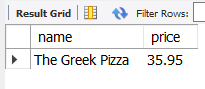 Result Grid Filter Rows:
name price
The Greek Pizza 35.95